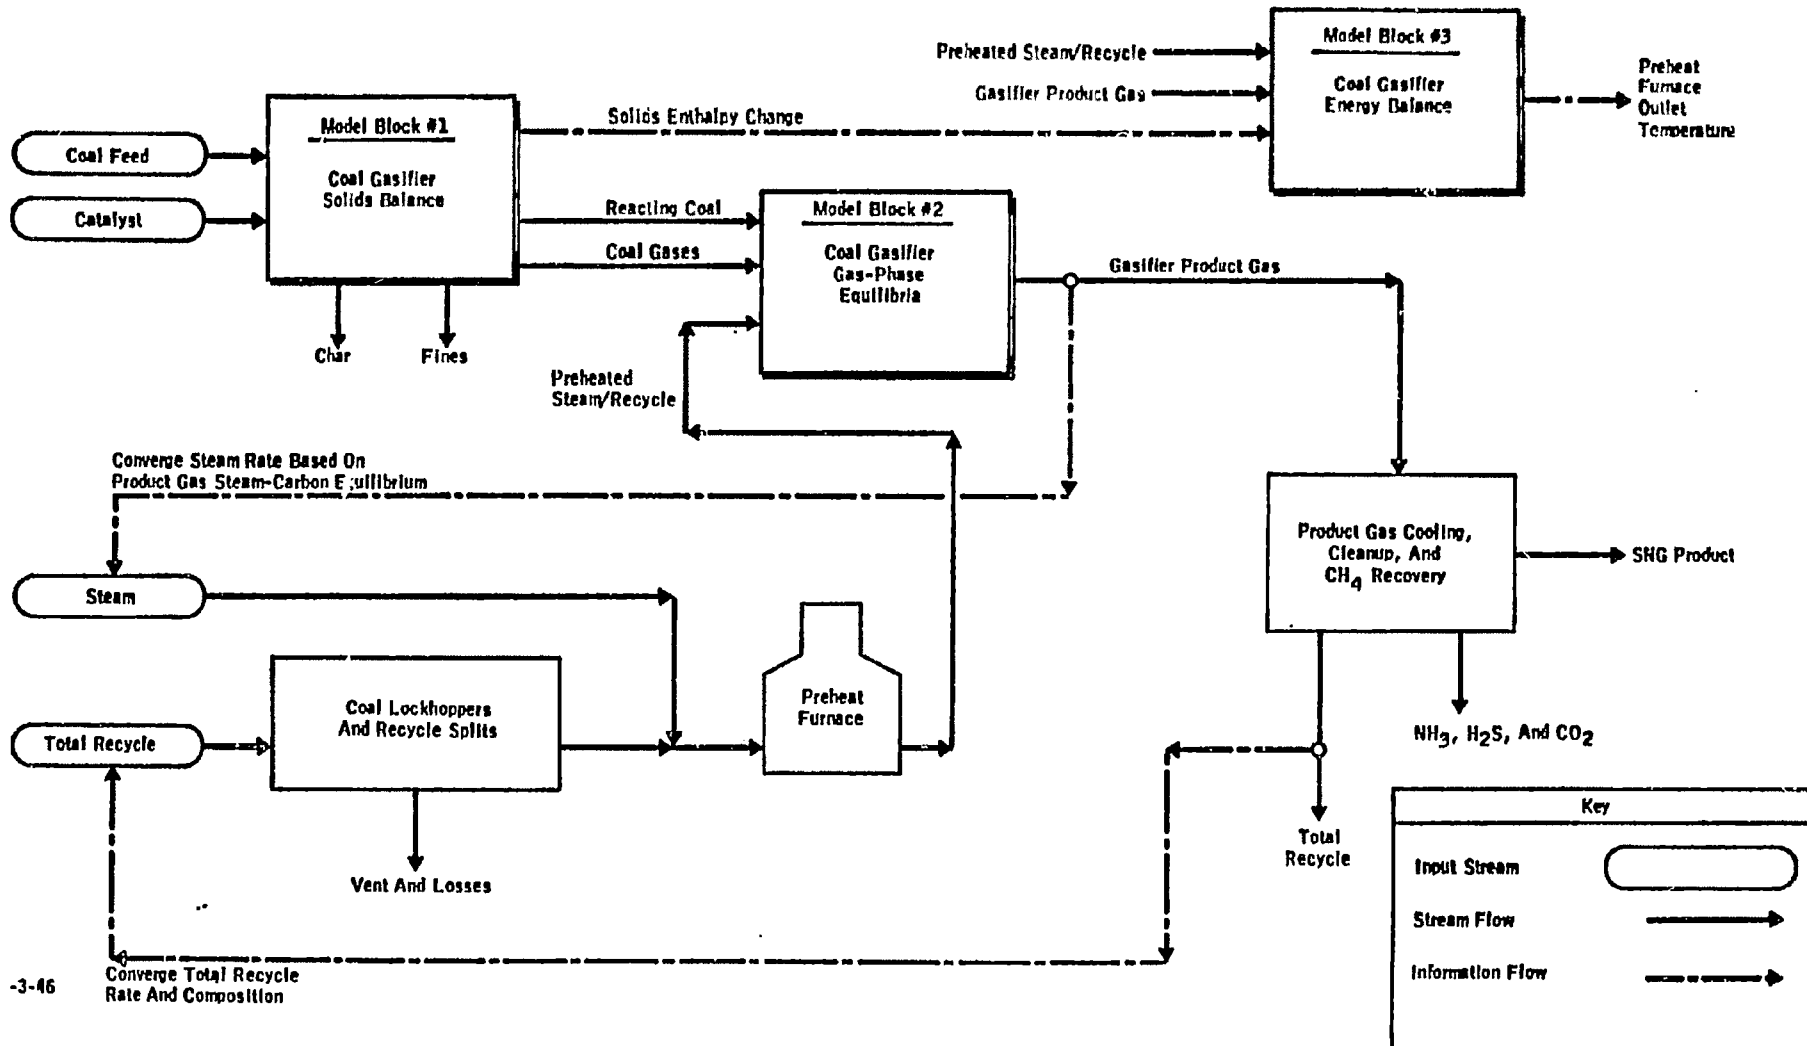 Model Block #3
Coal Gasifier
Energy Balance
Preheated Steam/Recycle
Gasifier Product Gas
Solids Enthalpy Change
Preheat
Furnace
Outlet
Temperature
Model Block #1
Coal Gasifier
Solids Balance
Coal Feed
Catalyst
Reacting Coal
Coal Gases
Char
Fines
Model Block #2
Coal Gasifier
Gas-Phase
Equilibria
Gasifier Product Gas
Preheated
Steam/Recycle
Converge Steam Rate Based On
Product Gas Steam-Carbon E;uilibrium
Steam
Product Gas Cooling,
Cleanup, And
CH4 Recovery
SNG Product
NH3, H2S, And CO2
Coal Lockhoppers
And Recycle Splits
Preheat
Furnace
Total Recycle
Vent And Losses
Total
Recycle
Converge Total Recycle
Rate And Composition
-3-46
Key
Input Stream
Stream Flow
Information Flow